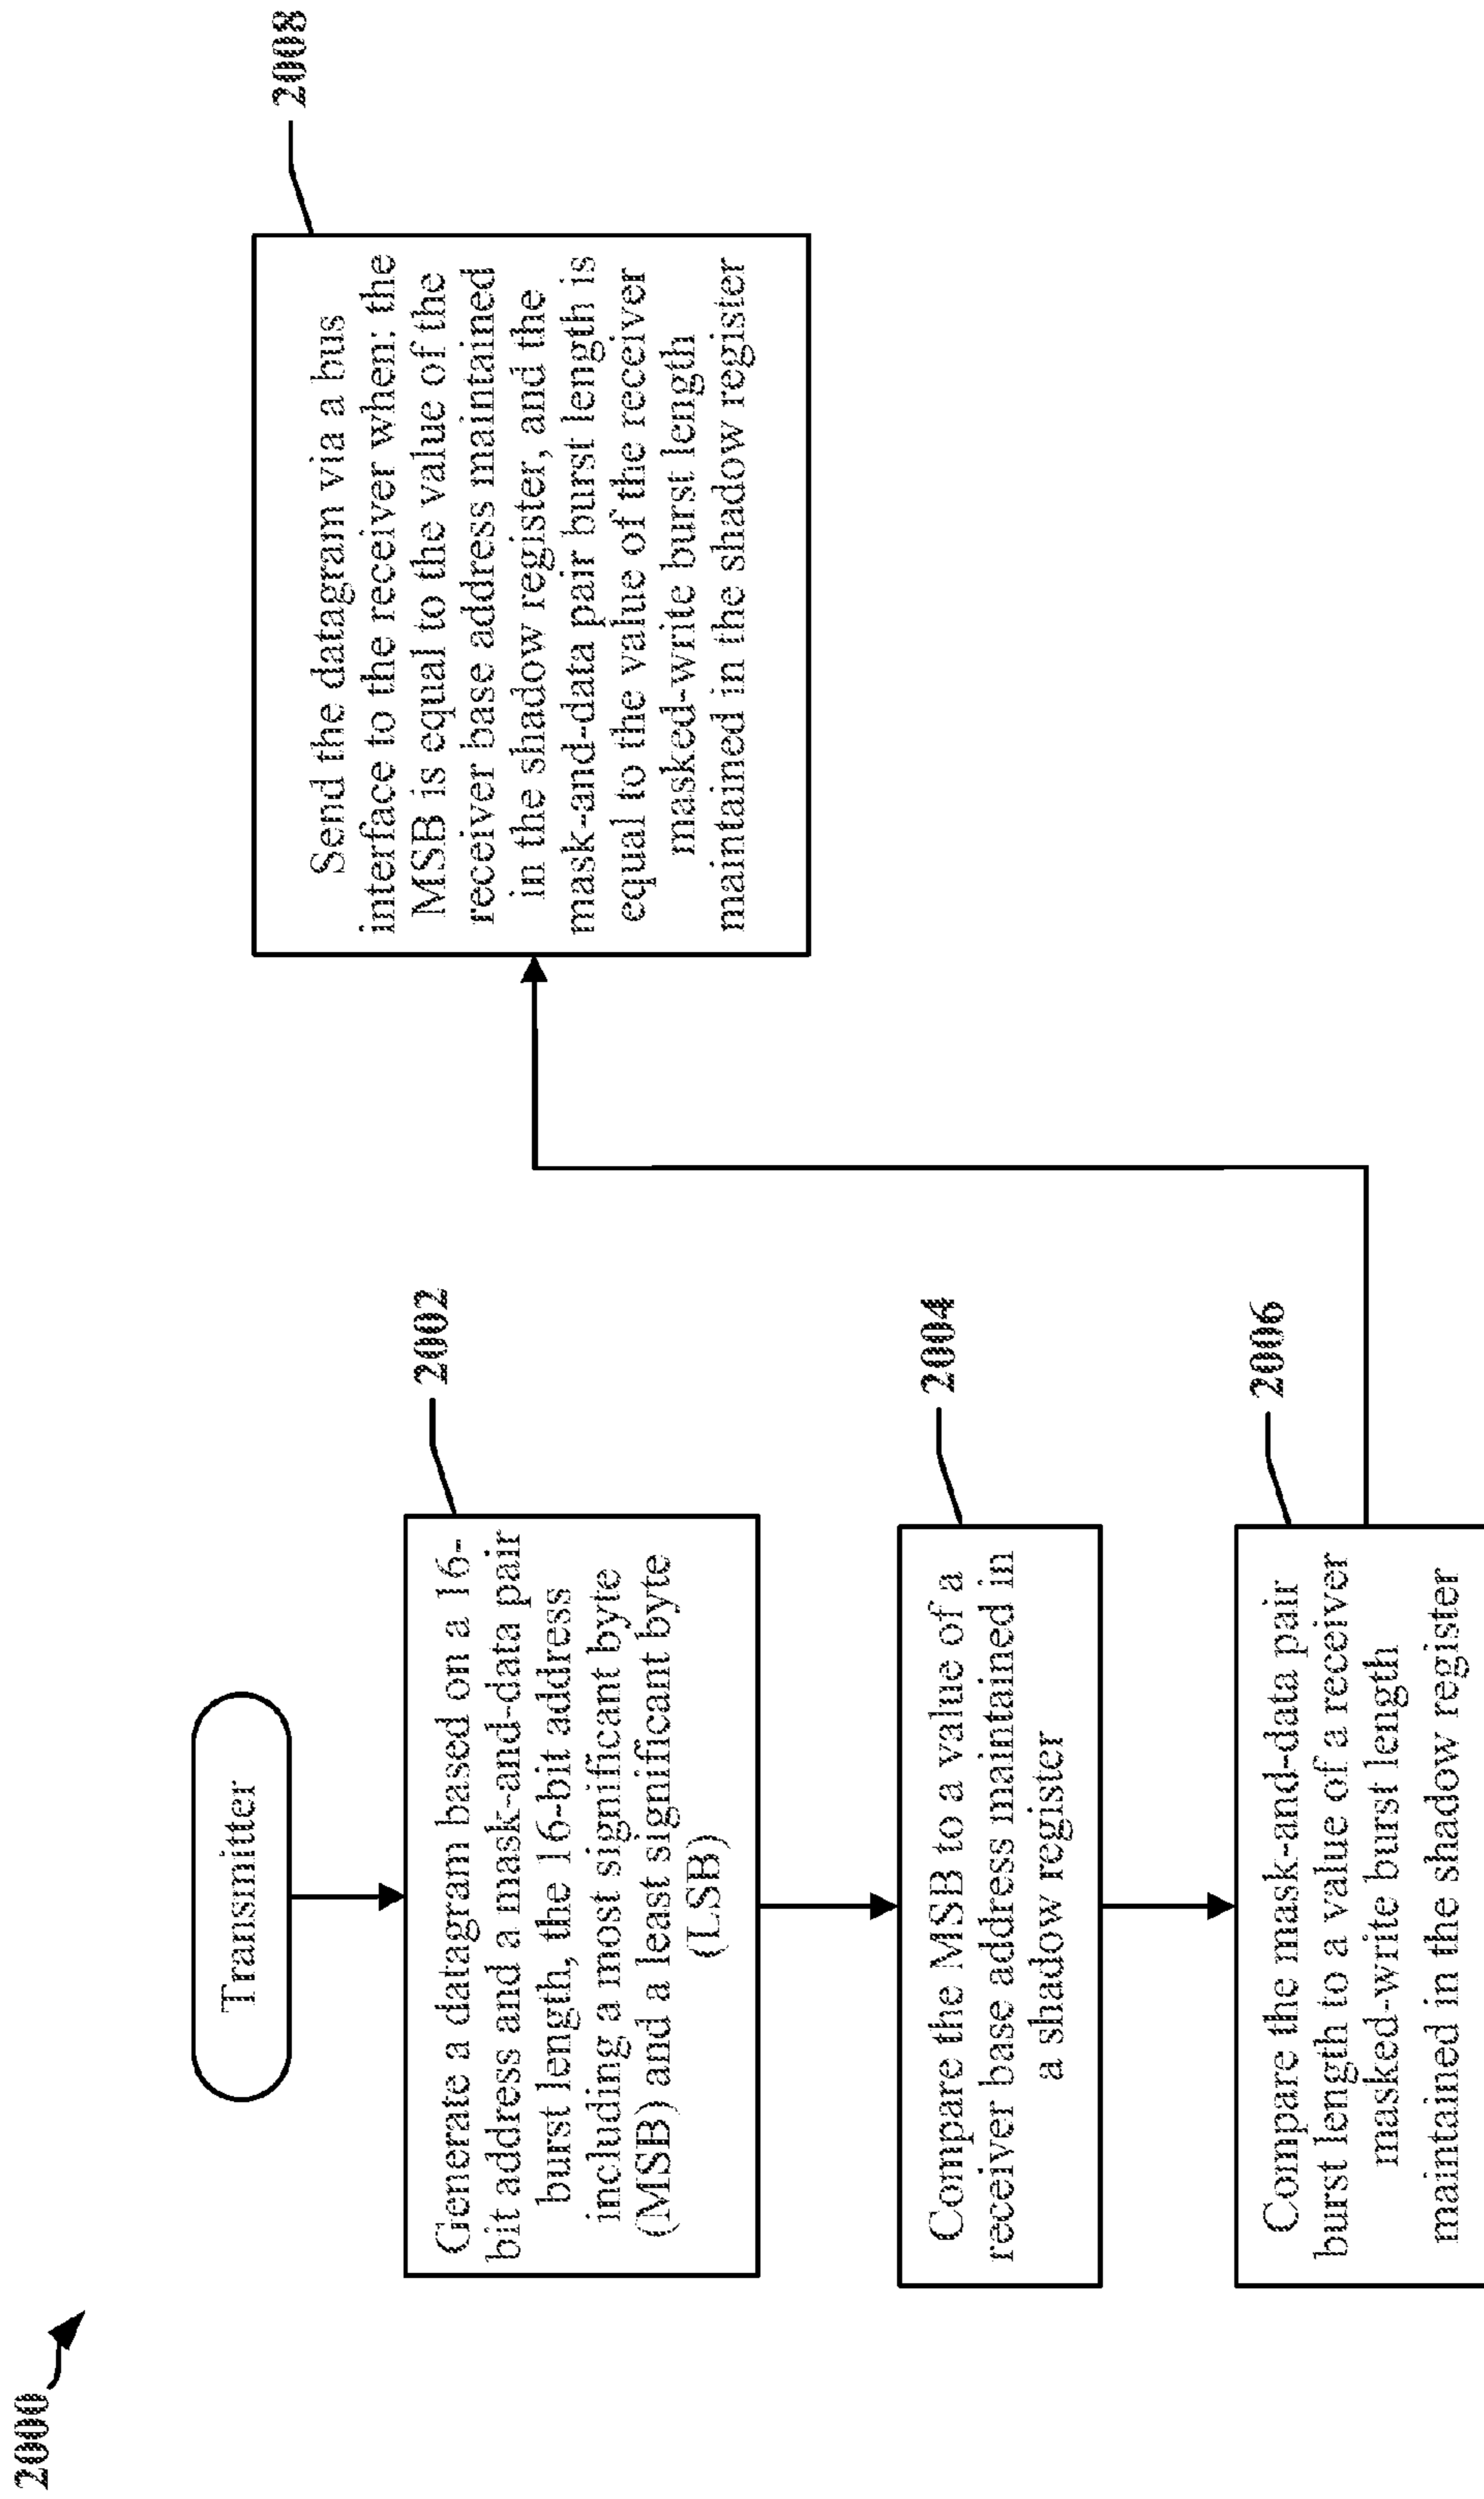 2000
Transmitter
2002
Generate a datagram based on a 16-
bit address and a mask-and-data pair
burst length, the 16-bit address
including a most significant byte
(MSB) and a least significant byte
(LSB)
2004
Compare the MSB to a value of a
receiver base address maintained in
a shadow register
2006
Compare the mask-and-data pair
burst length to a value of a receiver
masked-write burst length
maintained in the shadow register
2008
Send the datagram via a bus
interface to the receiver when: the
MSB is equal to the value of the
receiver base address maintained
in the shadow register, and the
mask-and-data pair burst length is
equal to the value of the receiver
masked-write burst length
maintained in the shadow register